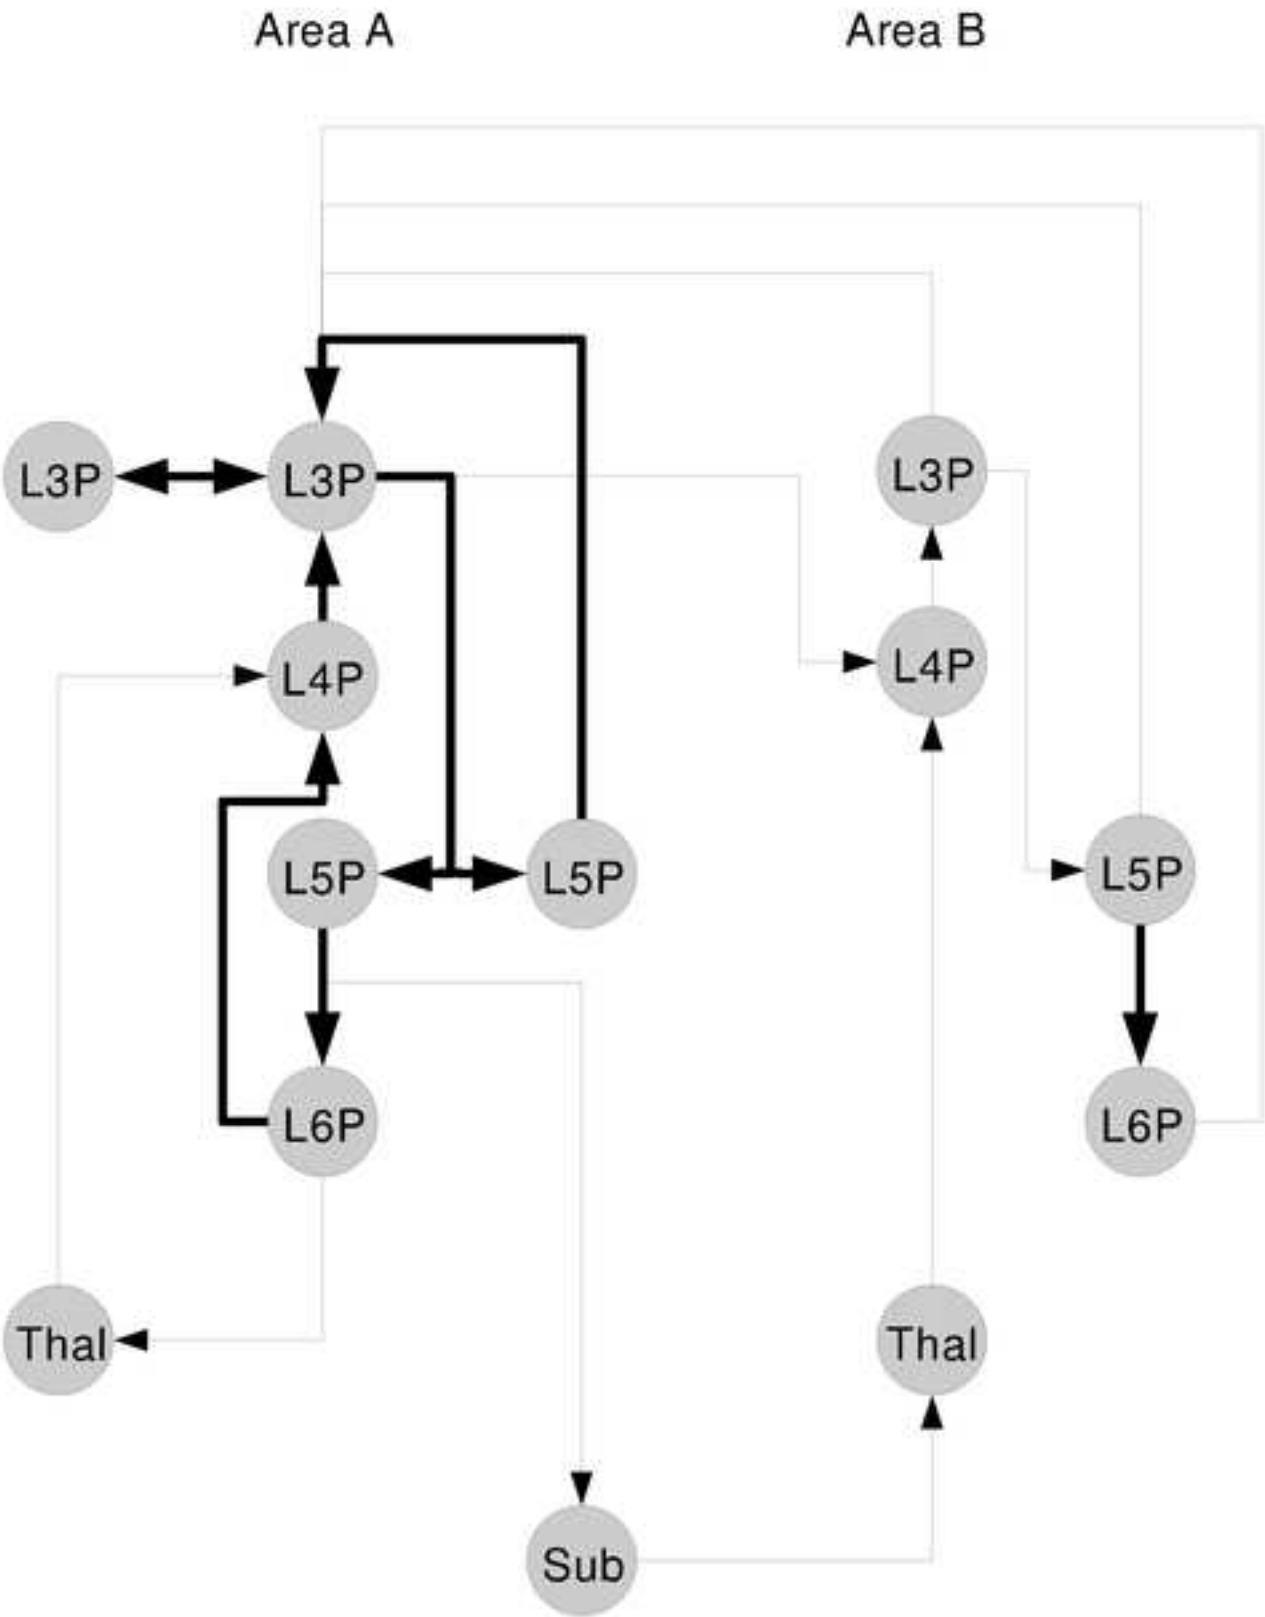 Area A Area B
L3P L3P L3P
L4P L4P
L5P L5P L5P
L6P L6P
Thal Thal
Sub